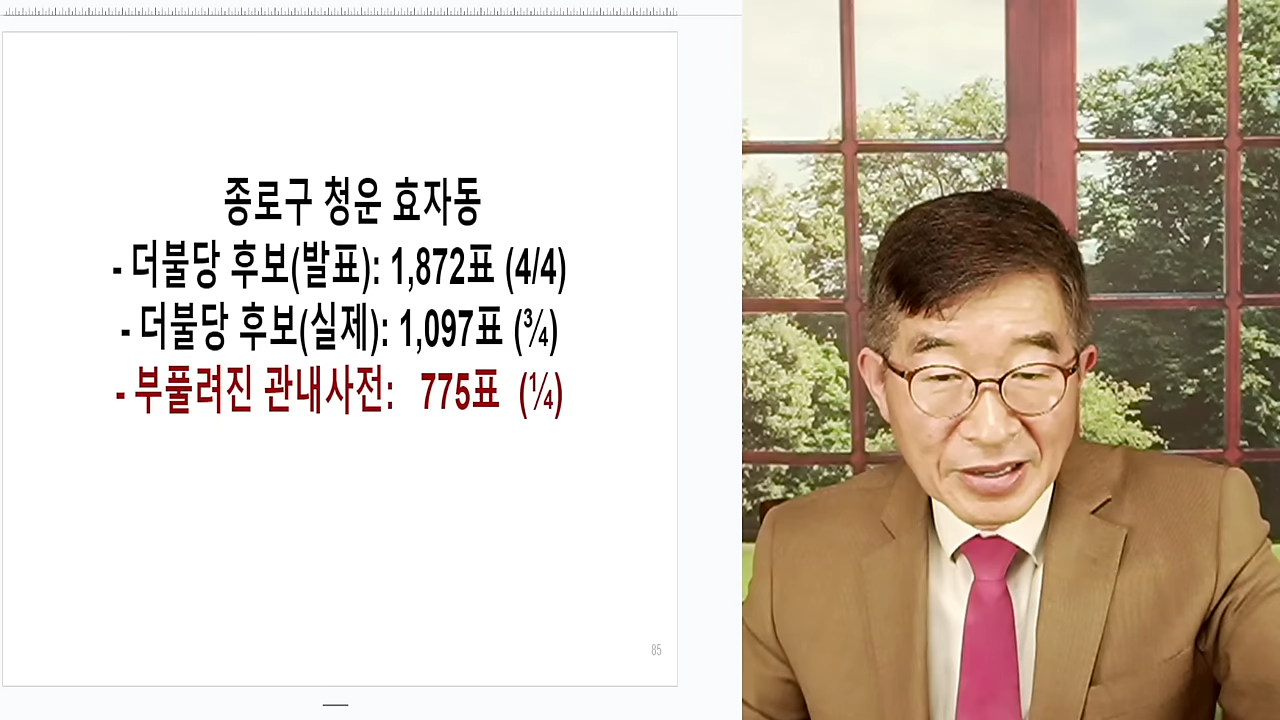 종로구 청운 효자동
- 더불당 후보(발표): 1,872표 (4/4)
- 더불당 후보(실제): 1,097표 (¾)
- 부풀려진 관내사전: 775표 (¼)
85